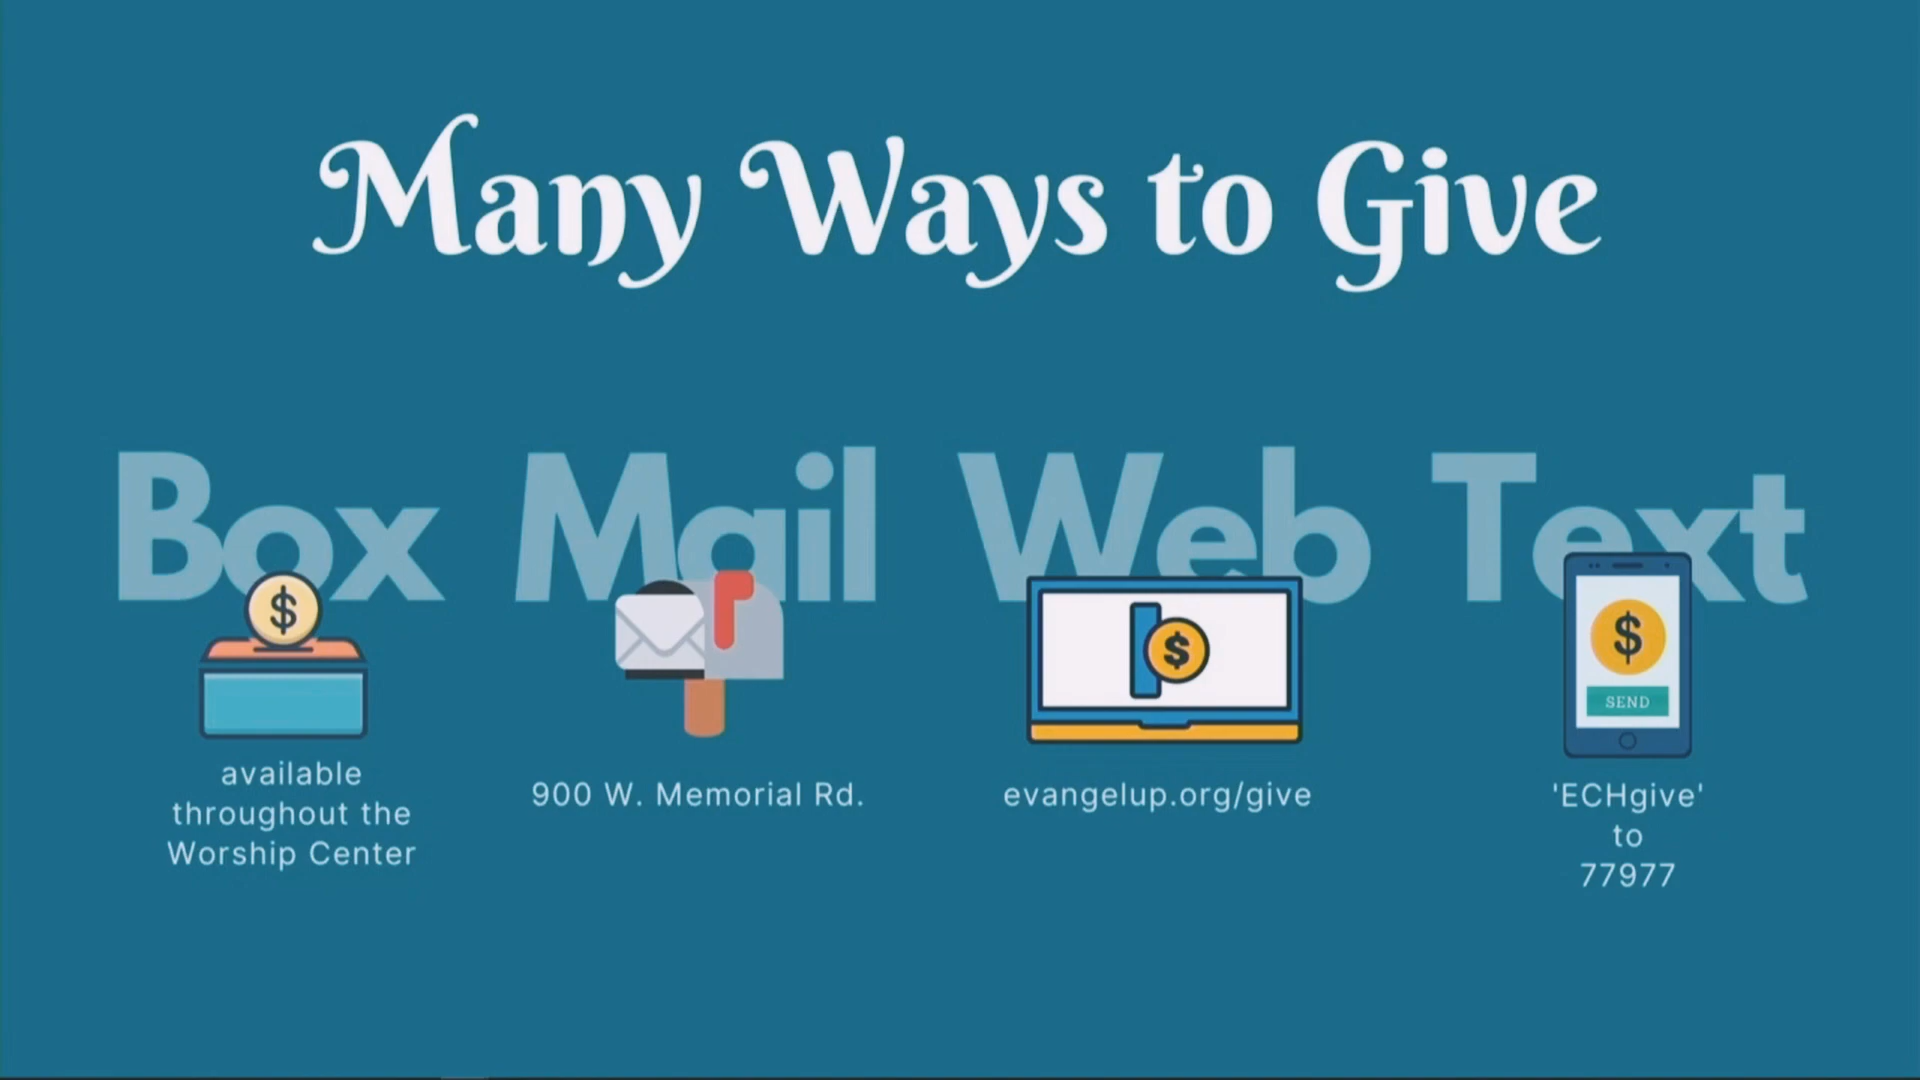 Many Ways to Give
Box Mail Web Text
$
$
$
SEND
available
throughout the
Worship Center
900 W. Memorial Rd.
evangelup.org/give
'ECHgive'
to
77977